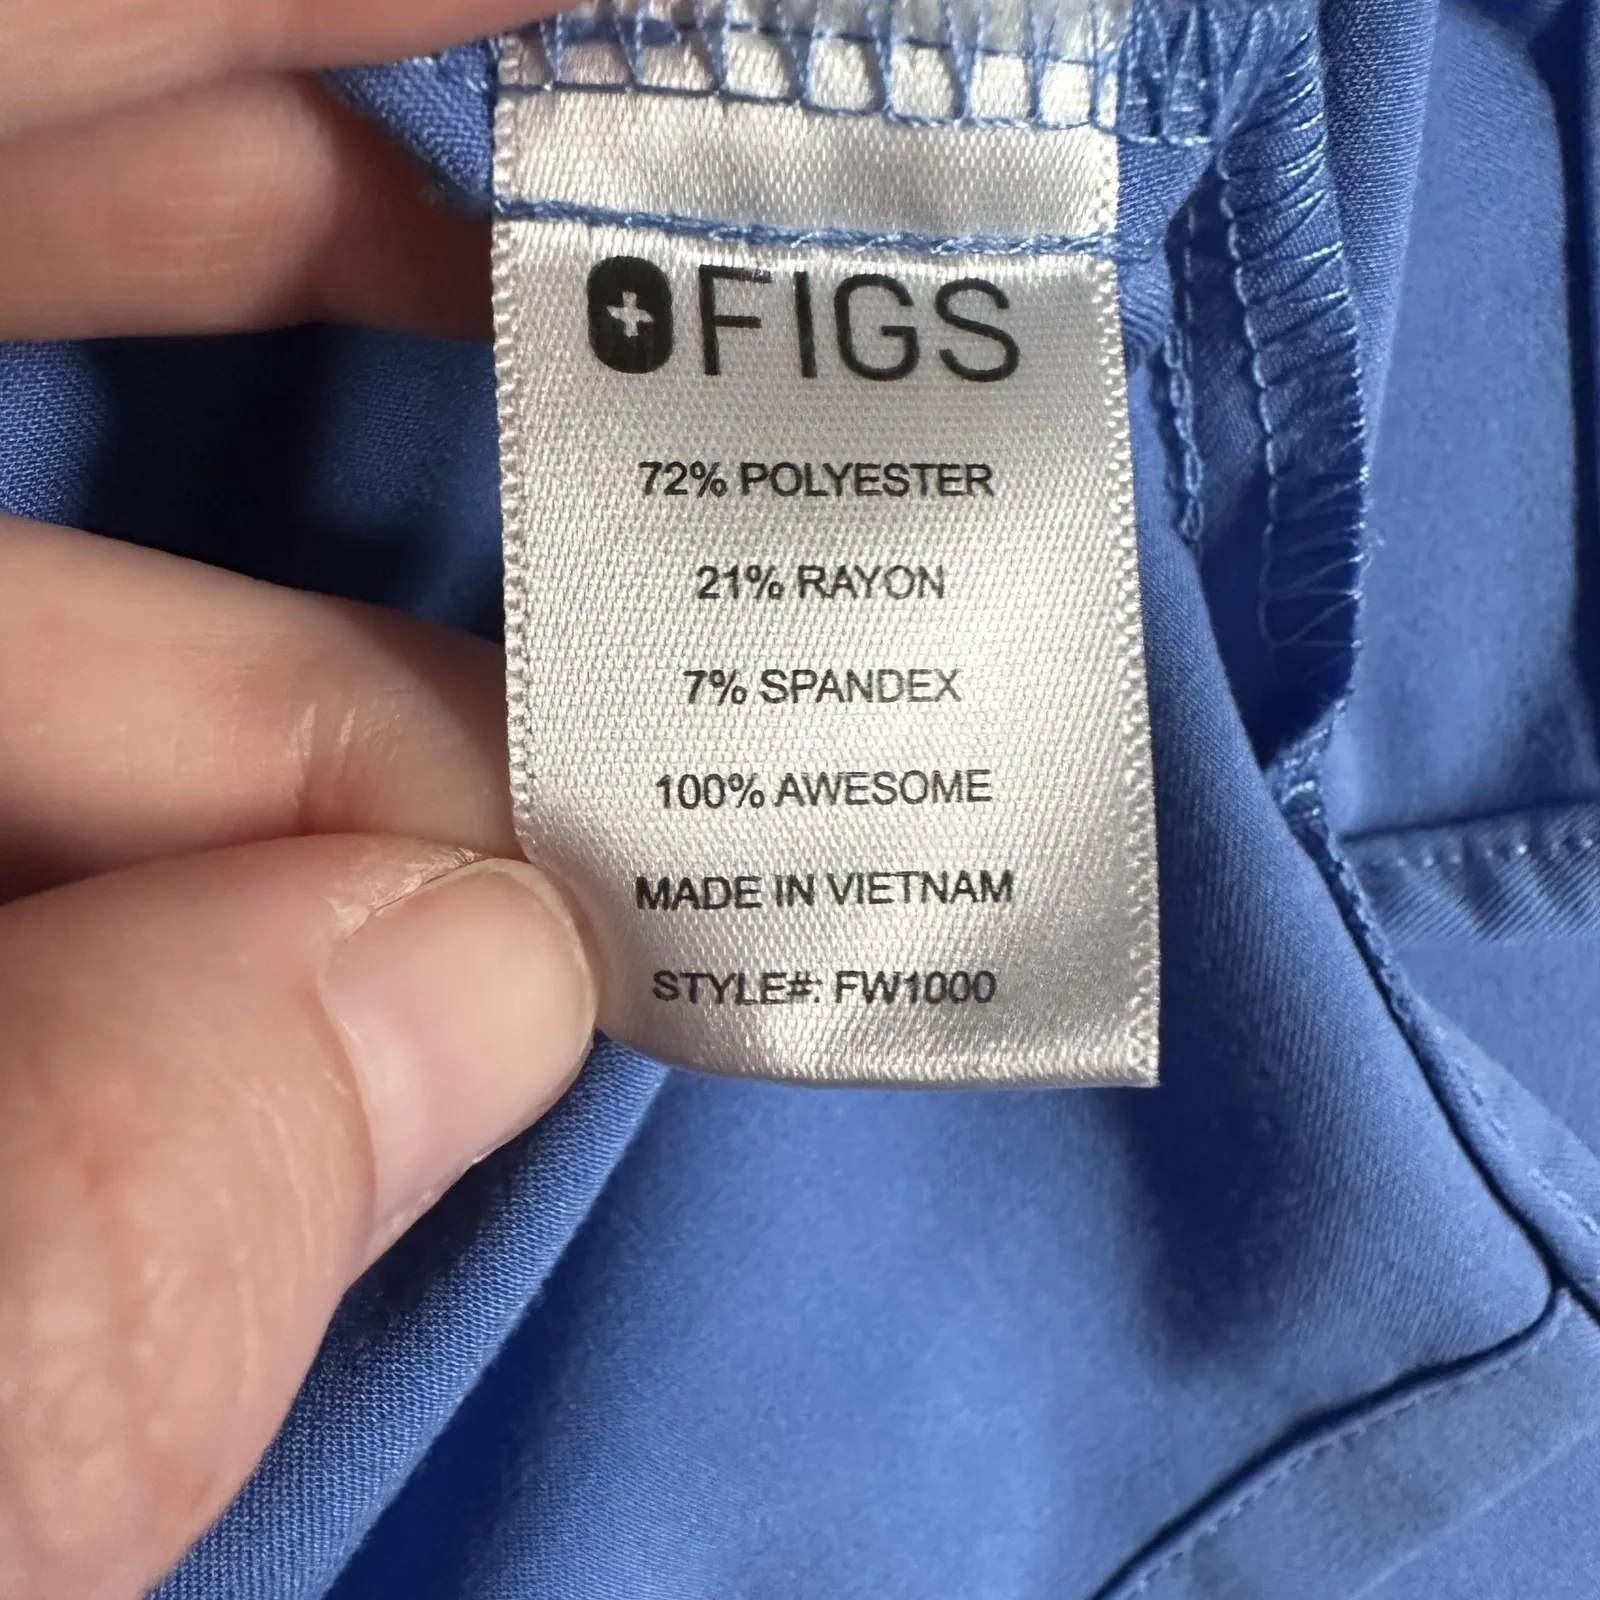 FIGS
72% POLYESTER
21% RAYON
7% SPANDEX
100% AWESOME
MADE IN VIETNAM
STYLE#: FW1000